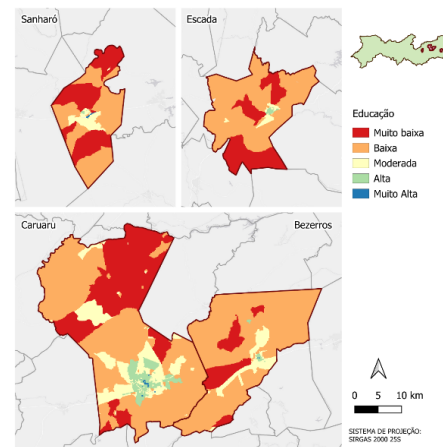 Sanharó
Escada
Educação
Muito baixa
Baixa
Moderada
Alta
Muito Alta
Caruaru
Bezerros
0 5 10 km
SISTEMA DE PROJEÇÃO:
SIRGAS 2000 25S